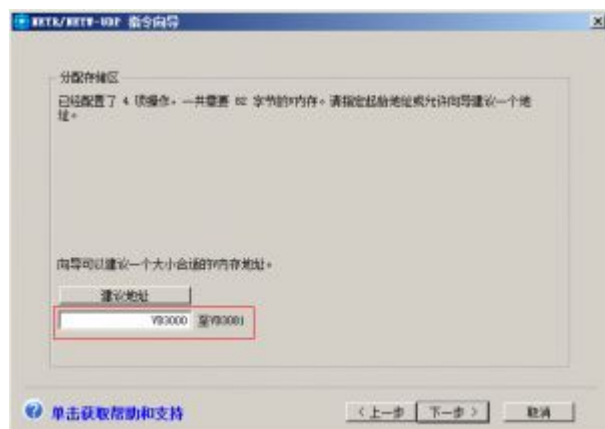 NETR/NETW-UDP 指令向导
分配存储区
已经配置了 4 项操作。一共需要 82 字节的V内存。请指定起始地址或允许向导建议一个地
址。
向导可以建议一个大小合适的V内存地址。
建议地址
VB3000 至VB3081
单击获取帮助和支持
<上一步 下一步> 取消